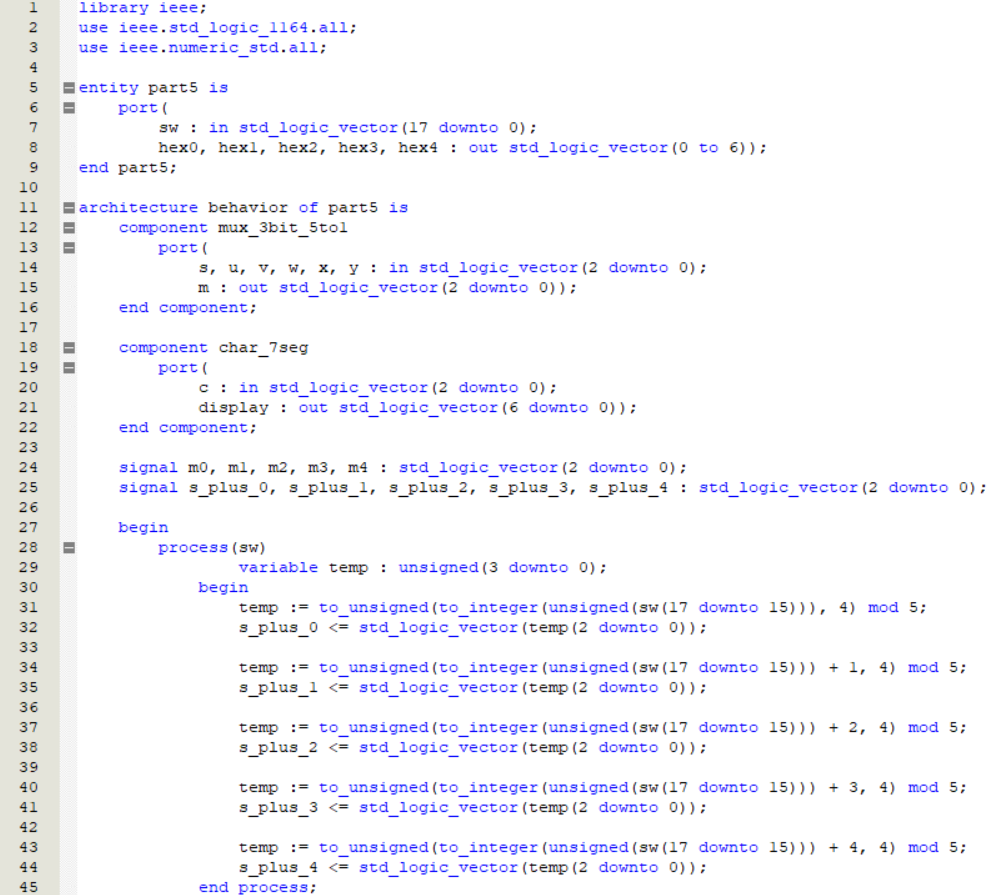 1 library ieee;
2 use ieee.std_logic_1164.all;
3 use ieee.numeric_std.all;
4
5 entity part5 is
6     port(
7         sw : in std_logic_vector(17 downto 0);
8         hex0, hex1, hex2, hex3, hex4 : out std_logic_vector(0 to 6));
9 end part5;
10
11 architecture behavior of part5 is
12     component mux_3bit_5to1
13         port(
14             s, u, v, w, x, y : in std_logic_vector(2 downto 0);
15             m : out std_logic_vector(2 downto 0));
16     end component;
17
18     component char_7seg
19         port(
20             c : in std_logic_vector(2 downto 0);
21             display : out std_logic_vector(6 downto 0));
22     end component;
23
24     signal m0, m1, m2, m3, m4 : std_logic_vector(2 downto 0);
25     signal s_plus_0, s_plus_1, s_plus_2, s_plus_3, s_plus_4 : std_logic_vector(2 downto 0);
26
27     begin
28         process(sw)
29                 variable temp : unsigned(3 downto 0);
30             begin
31                 temp := to_unsigned(to_integer(unsigned(sw(17 downto 15))), 4) mod 5;
32                 s_plus_0 <= std_logic_vector(temp(2 downto 0));
33
34                 temp := to_unsigned(to_integer(unsigned(sw(17 downto 15))) + 1, 4) mod 5;
35                 s_plus_1 <= std_logic_vector(temp(2 downto 0));
36
37                 temp := to_unsigned(to_integer(unsigned(sw(17 downto 15))) + 2, 4) mod 5;
38                 s_plus_2 <= std_logic_vector(temp(2 downto 0));
39
40                 temp := to_unsigned(to_integer(unsigned(sw(17 downto 15))) + 3, 4) mod 5;
41                 s_plus_3 <= std_logic_vector(temp(2 downto 0));
42
43                 temp := to_unsigned(to_integer(unsigned(sw(17 downto 15))) + 4, 4) mod 5;
44                 s_plus_4 <= std_logic_vector(temp(2 downto 0));
45             end process;